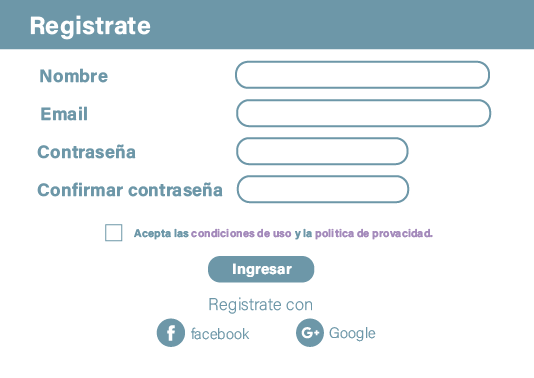 Registrate
Nombre
Email
Contraseña
Confirmar contraseña
Acepta las condiciones de uso y la política de provacidad.
Ingresar
Registrate con
f facebook G+ Google